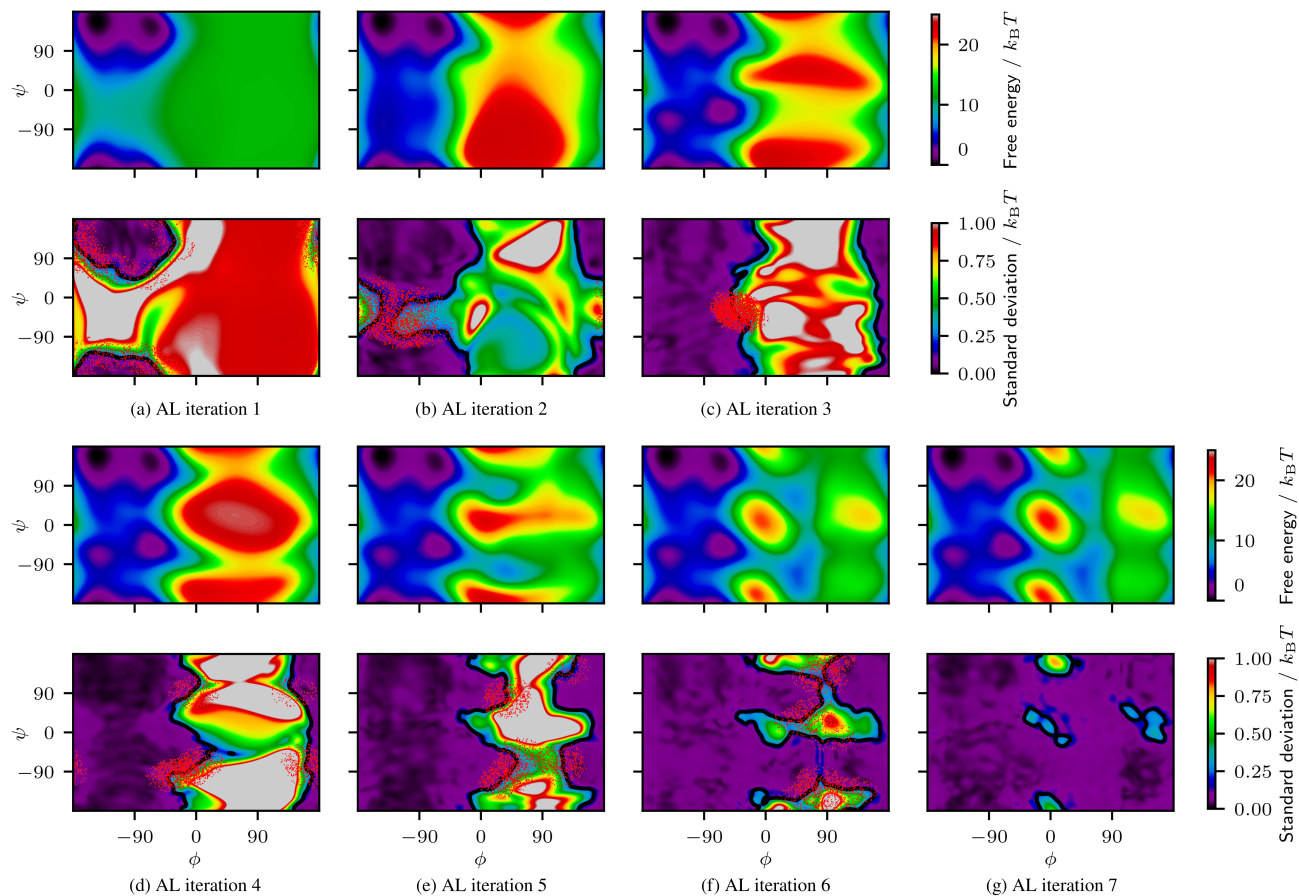 90
0
−90
ψ
20
10
0
Free energy / kBT
90
0
−90
ψ
1.00
0.75
0.50
0.25
0.00
Standard deviation / kBT
(a) AL iteration 1
(b) AL iteration 2
(c) AL iteration 3
90
0
−90
ψ
20
10
0
Free energy / kBT
90
0
−90
ψ
1.00
0.75
0.50
0.25
0.00
Standard deviation / kBT
−90 0 90
−90 0 90
−90 0 90
−90 0 90
ϕ
ϕ
ϕ
ϕ
(d) AL iteration 4
(e) AL iteration 5
(f) AL iteration 6
(g) AL iteration 7